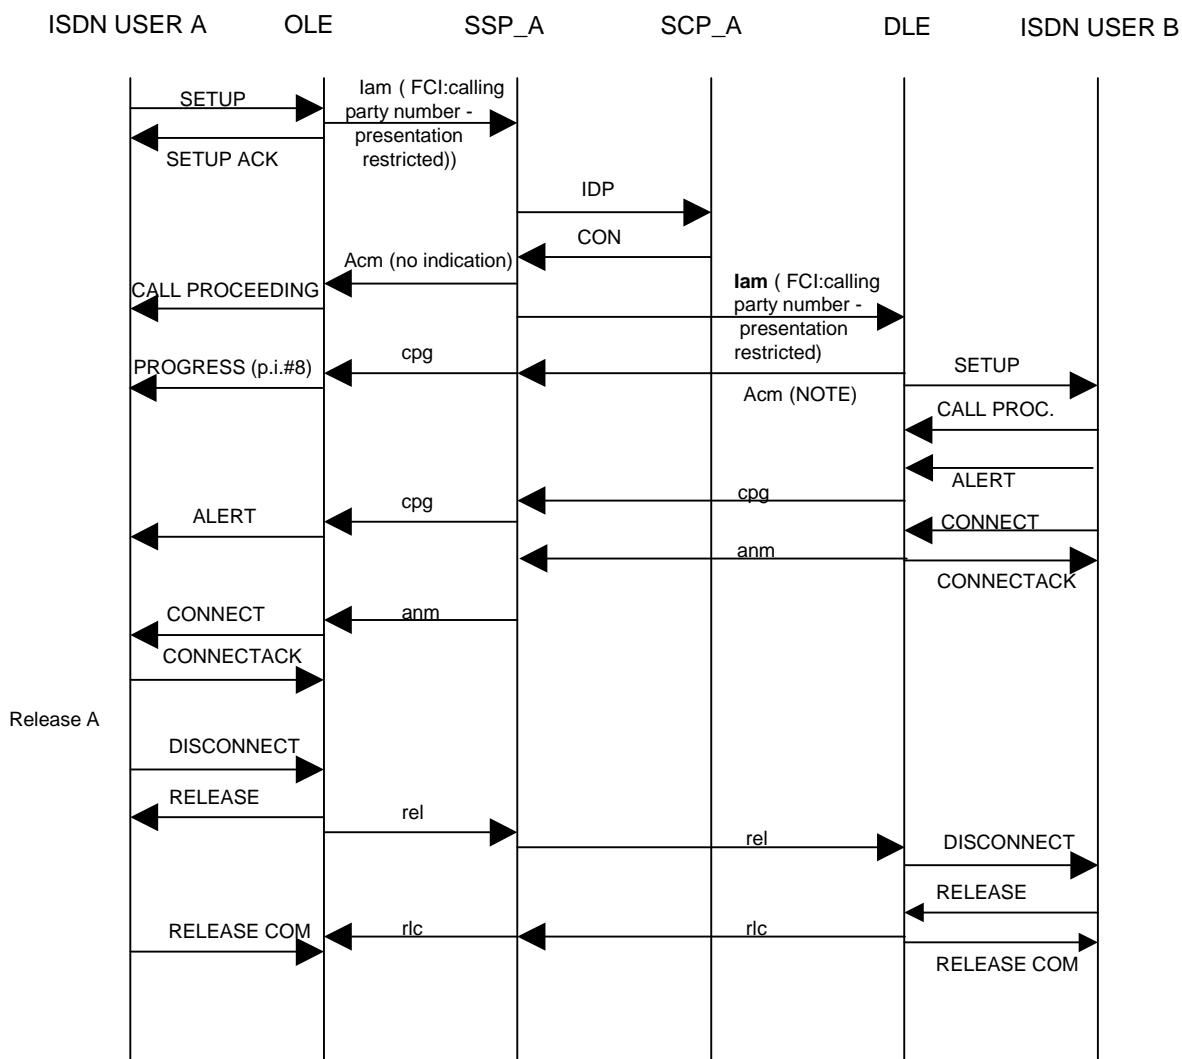 ISDN USER A OLE SSP_A SCP_A DLE ISDN USER B
SETUP
Iam ( FCI:calling
party number -
presentation
restricted))
SETUP ACK
IDP
CON
Acm (no indication)
CALL PROCEEDING
Iam ( FCI:calling
party number -
presentation
restricted)
cpg
PROGRESS (p.i.#8)
SETUP
Acm (NOTE)
CALL PROC.
ALERT
cpg
cpg
ALERT
CONNECT
anm
CONNECTACK
CONNECT
anm
CONNECTACK
Release A
DISCONNECT
RELEASE
rel
rel
DISCONNECT
RELEASE
RELEASE COM
rlc
rlc
RELEASE COM